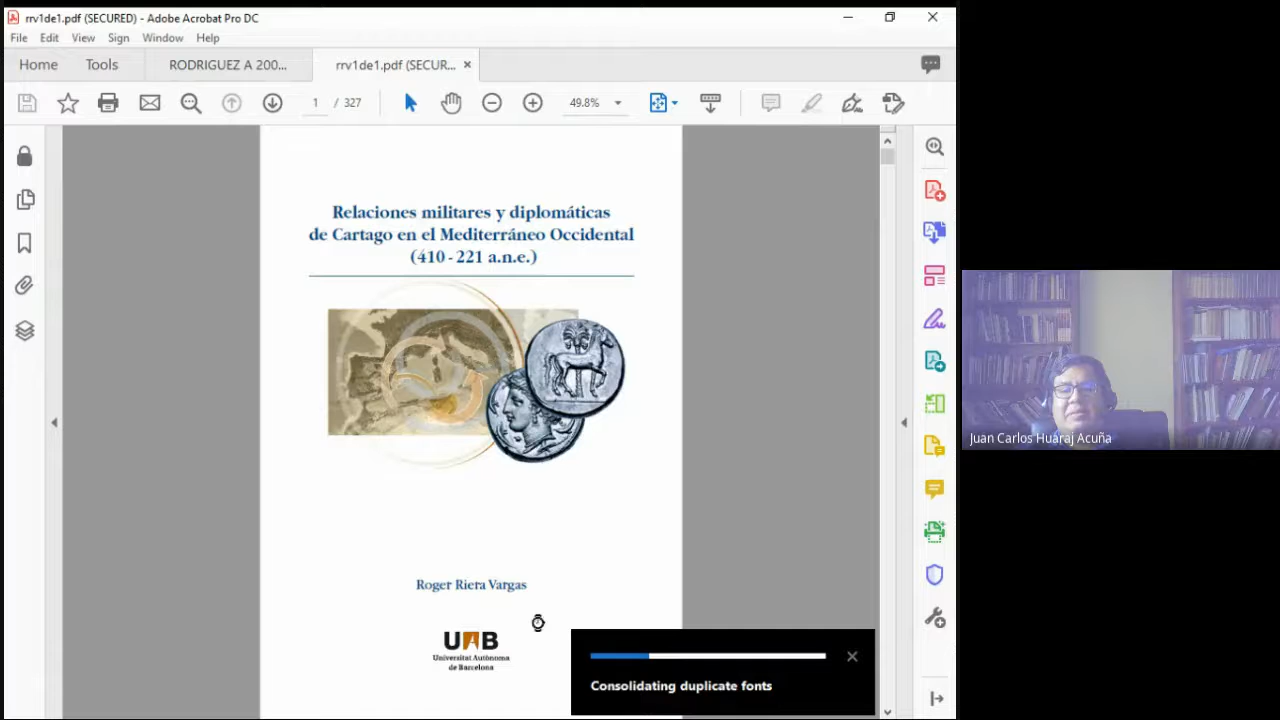 rrv1de1.pdf (SECURED) - Adobe Acrobat Pro DC
File Edit View Sign Window Help
Home Tools RODRIGUEZ A 200... rrv1de1.pdf (SECUR... ×
1 / 327 49.8%
Relaciones militares y diplomáticas
de Cartago en el Mediterráneo Occidental
(410 - 221 a.n.e.)
Roger Riera Vargas
UAB
Universitat Autònoma
de Barcelona
Consolidating duplicate fonts
Juan Carlos Huaraj Acuña